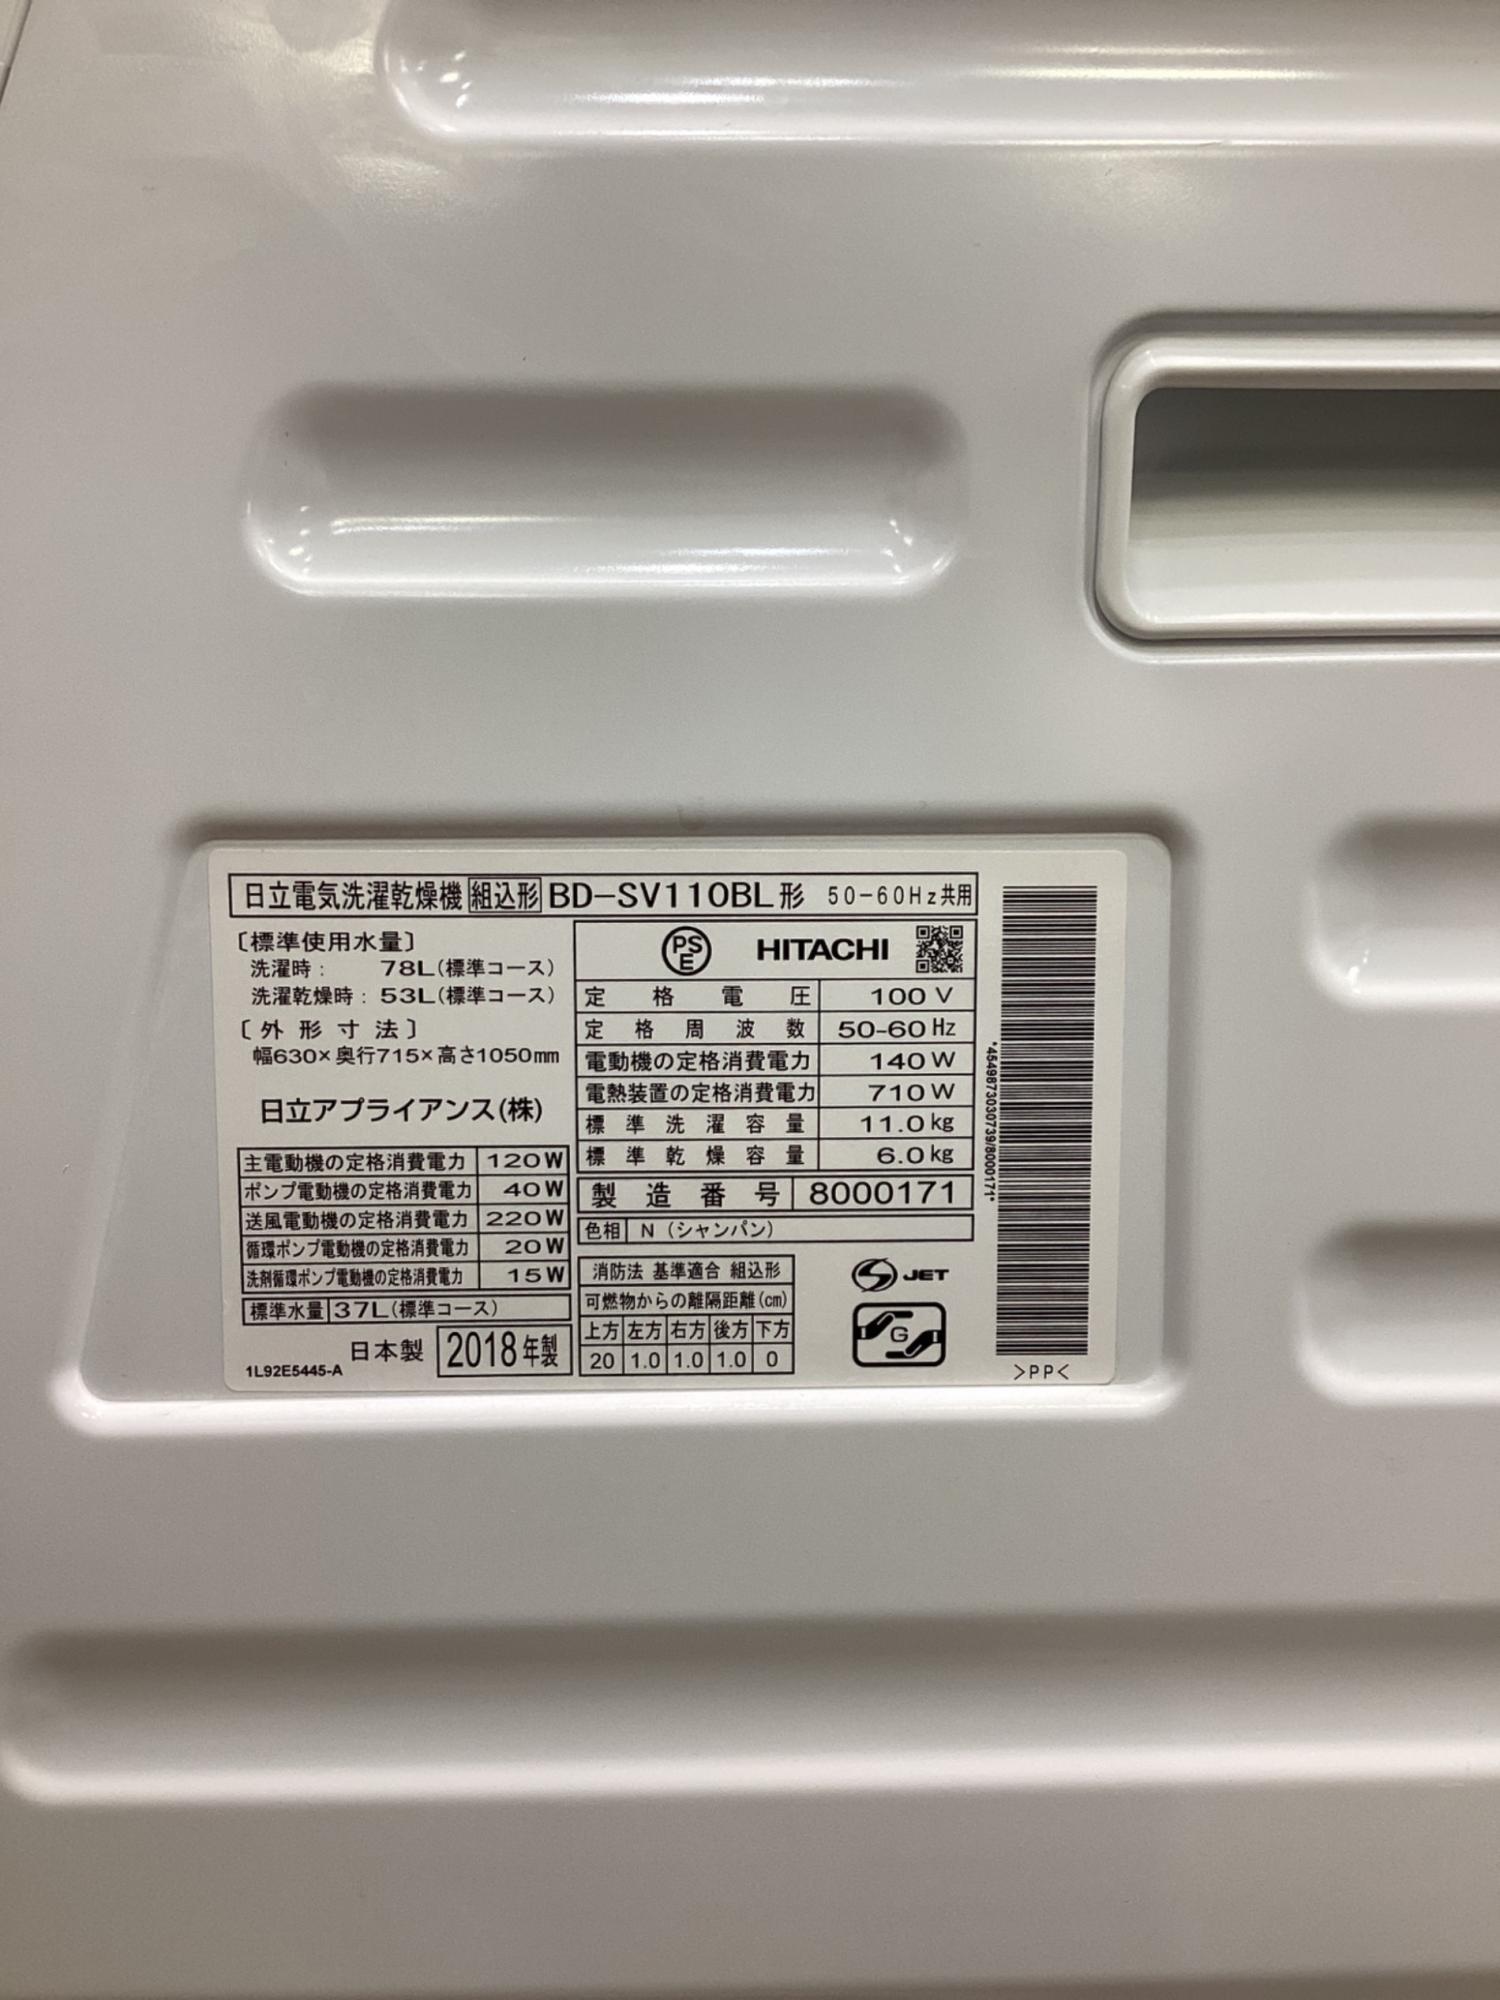 日立電気洗濯乾燥機 組込形 BD-SV110BL形 50-60Hz共用
〔標準使用水量〕
洗濯時: 78L(標準コース)
洗濯乾燥時: 53L(標準コース)
〔外形寸法〕
幅630×奥行715×高さ1050mm
日立アプライアンス(株)
主電動機の定格消費電力 120W
ポンプ電動機の定格消費電力 40W
送風電動機の定格消費電力 220W
循環ポンプ電動機の定格消費電力 20W
洗剤循環ポンプ電動機の定格消費電力 15W
標準水量 37L(標準コース)
日本製 2018年製
1L92E5445-A
PSE HITACHI
定格電圧 100V
定格周波数 50-60Hz
電動機の定格消費電力 140W
電熱装置の定格消費電力 710W
標準洗濯容量 11.0kg
標準乾燥容量 6.0kg
製造番号 8000171
色相 N(シャンパン)
消防法 基準適合 組込形
可燃物からの離隔距離(cm)
上方 左方 右方 後方 下方
20 1.0 1.0 1.0 0
S JET
G
*4549873030739/8000171*
>PP<